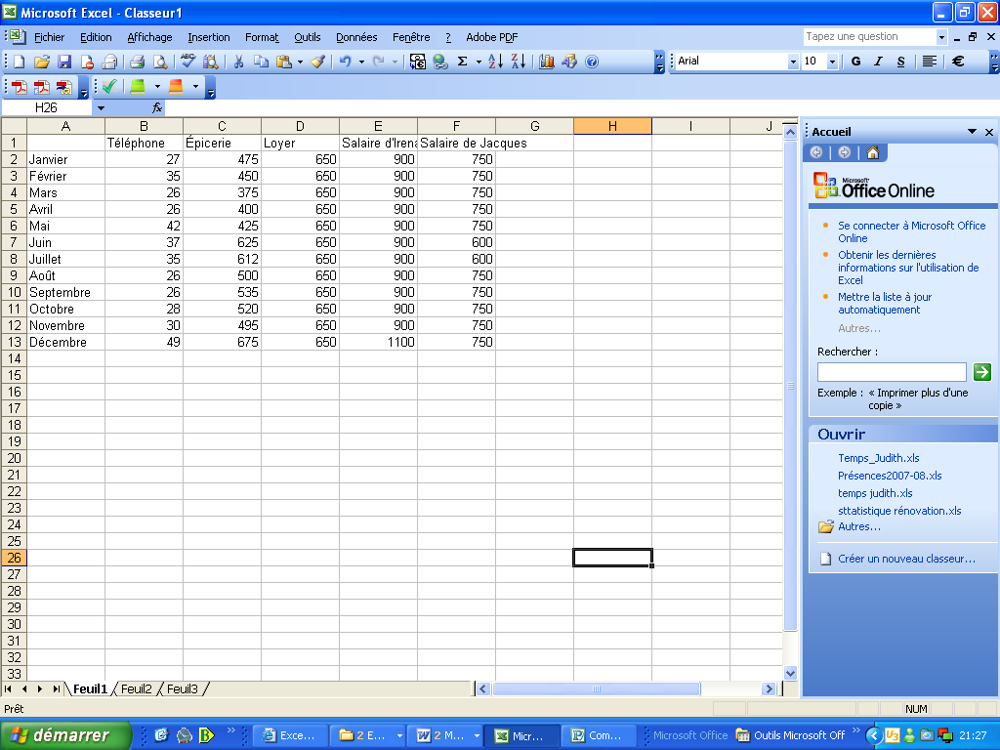 Microsoft Excel - Classeur1
Fichier Edition Affichage Insertion Format Outils Données Fenêtre ? Adobe PDF Tapez une question
Arial 10 G I S €
H26 fx
A B C D E F G H I J
1 Téléphone Épicerie Loyer Salaire d'Irena Salaire de Jacques
2 Janvier 27 475 650 900 750
3 Février 35 450 650 900 750
4 Mars 26 375 650 900 750
5 Avril 26 400 650 900 750
6 Mai 42 425 650 900 750
7 Juin 37 625 650 900 600
8 Juillet 35 612 650 900 600
9 Août 26 500 650 900 750
10 Septembre 26 535 650 900 750
11 Octobre 28 520 650 900 750
12 Novembre 30 495 650 900 750
13 Décembre 49 675 650 1100 750
14
15
16
17
18
19
20
21
22
23
24
25
26
27
28
29
30
31
32
33
Feuil1 Feuil2 Feuil3
Accueil
Microsoft
Office Online
Se connecter à Microsoft Office
Online
Obtenir les dernières
informations sur l'utilisation de
Excel
Mettre la liste à jour
automatiquement
Autres...
Rechercher :
Exemple : « Imprimer plus d'une
copie »
Ouvrir
Temps_Judith.xls
Présences2007-08.xls
temps judith.xls
sttatistique rénovation.xls
Autres...
Créer un nouveau classeur...
Prêt NUM
démarrer Exce... 2 E... 2 M... Micr... Com... Microsoft Office Outils Microsoft Off 21:27